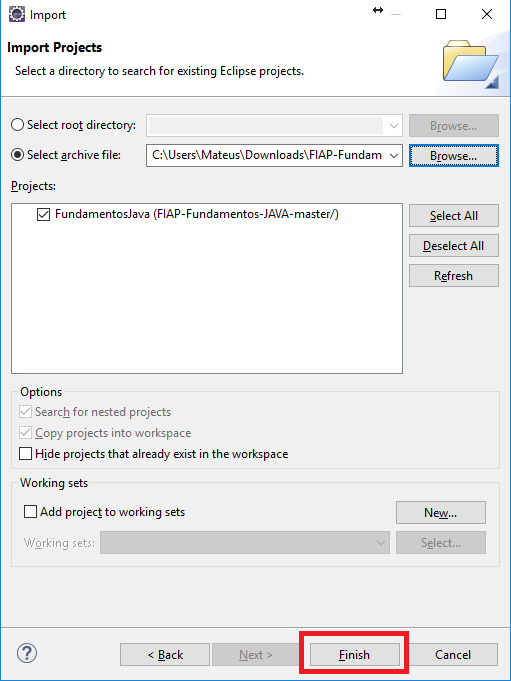 Import
Import Projects
Select a directory to search for existing Eclipse projects.
Select root directory:
Browse...
Select archive file:
C:\Users\Mateus\Downloads\FIAP-Fundam
Browse...
Projects:
FundamentosJava (FIAP-Fundamentos-JAVA-master/)
Select All
Deselect All
Refresh
Options
Search for nested projects
Copy projects into workspace
Hide projects that already exist in the workspace
Working sets
Add project to working sets
New...
Working sets:
Select...
?
< Back
Next >
Finish
Cancel